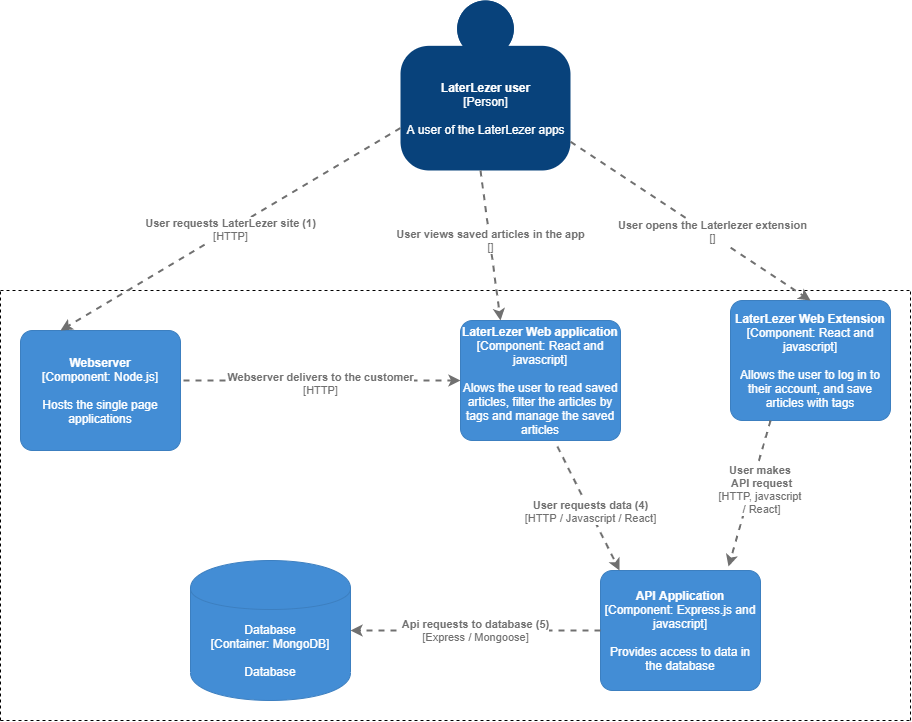 LaterLezer user
[Person]
A user of the LaterLezer apps
User requests LaterLezer site (1)
[HTTP]
User views saved articles in the app
[]
User opens the Laterlezer extension
[]
Webserver
[Component: Node.js]
Hosts the single page
applications
Webserver delivers to the customer
[HTTP]
LaterLezer Web application
[Component: React and
javascript]
Alows the user to read saved
articles, filter the articles by
tags and manage the saved
articles
LaterLezer Web Extension
[Component: React and
javascript]
Allows the user to log in to
their account, and save
articles with tags
User requests data (4)
[HTTP / Javascript / React]
User makes
API request
[HTTP, javascript
/ React]
Database
[Container: MongoDB]
Database
Api requests to database (5)
[Express / Mongoose]
API Application
[Component: Express.js and
javascript]
Provides access to data in
the database